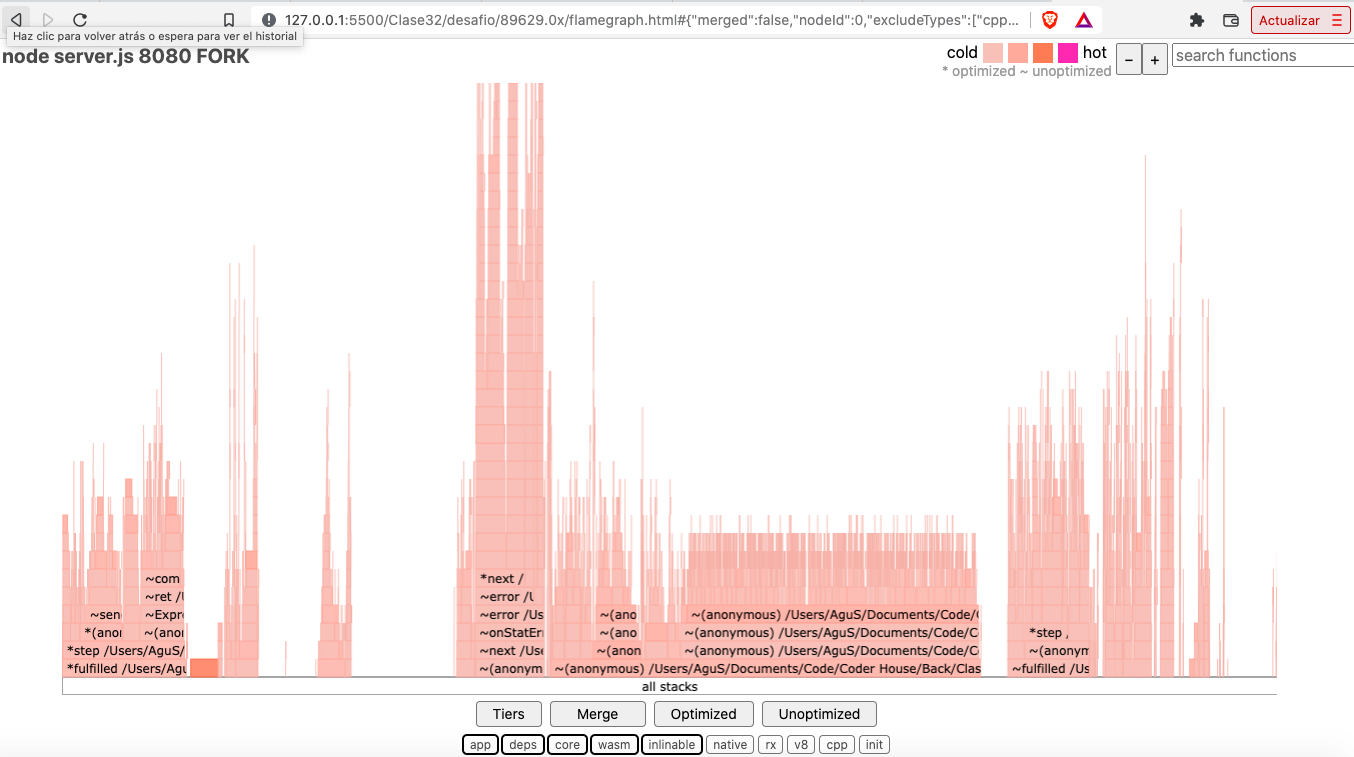 127.0.0.1:5500/Clase32/desafio/89629.0x/flamegraph.html#{"merged":false,"nodeId":0,"excludeTypes":["cpp...
Actualizar
Haz clic para volver atrás o espera para ver el historial
node server.js 8080 FORK
cold hot
* optimized ~ unoptimized
-
+
search functions
~com
*next /
~ret /
~error /
~sen
~Expr
~error /Us
~(ano
~(anonymous) /Users/AguS/Documents/Code/
*(anon
~(anon
~onStatEr
~(ano
~(anonymous) /Users/AguS/Documents/Code/C
*step /
*step /Users/AguS/
~next /Use
~(anon
~(anonymous) /Users/AguS/Documents/Code/C
~(anonym
*fulfilled /Users/Agu
~(anonym
~(anonymous) /Users/AguS/Documents/Code/Coder House/Back/Clas
~fulfilled /Us
all stacks
Tiers
Merge
Optimized
Unoptimized
app
deps
core
wasm
inlinable
native
rx
v8
cpp
init